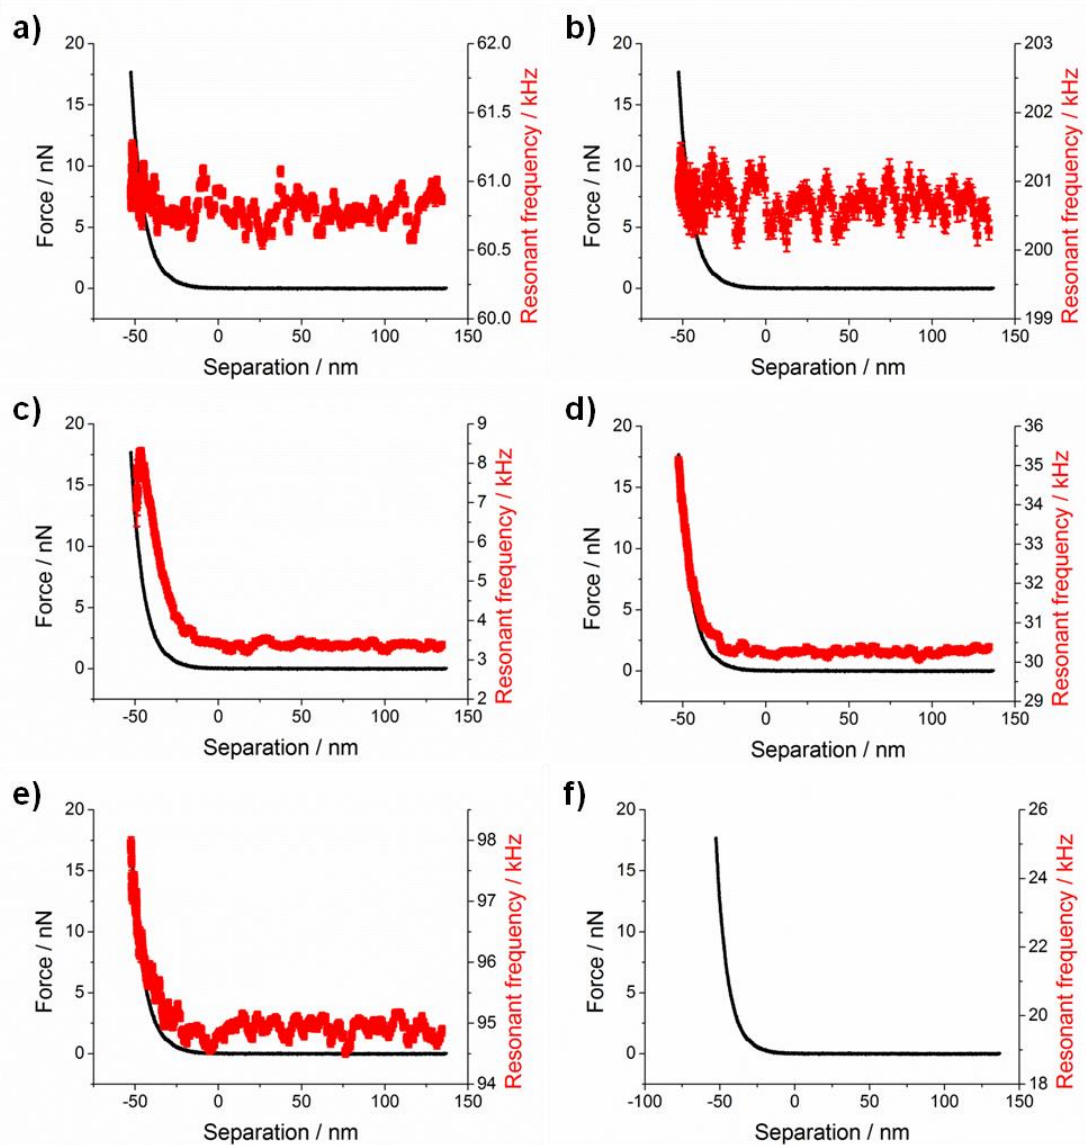 a)
20
15
10
5
0
Force / nN
62.0
61.5
61.0
60.5
60.0
Resonant frequency / kHz
-50 0 50 100 150
Separation / nm
b)
20
15
10
5
0
Force / nN
203
202
201
200
199
Resonant frequency / kHz
-50 0 50 100 150
Separation / nm
c)
20
15
10
5
0
Force / nN
9
8
7
6
5
4
3
2
Resonant frequency / kHz
-50 0 50 100 150
Separation / nm
d)
20
15
10
5
0
Force / nN
36
35
34
33
32
31
30
29
Resonant frequency / kHz
-50 0 50 100 150
Separation / nm
e)
20
15
10
5
0
Force / nN
98
97
96
95
94
Resonant frequency / kHz
-50 0 50 100 150
Separation / nm
f)
20
15
10
5
0
Force / nN
26
24
22
20
18
Resonant frequency / kHz
-100 -50 0 50 100 150
Separation / nm